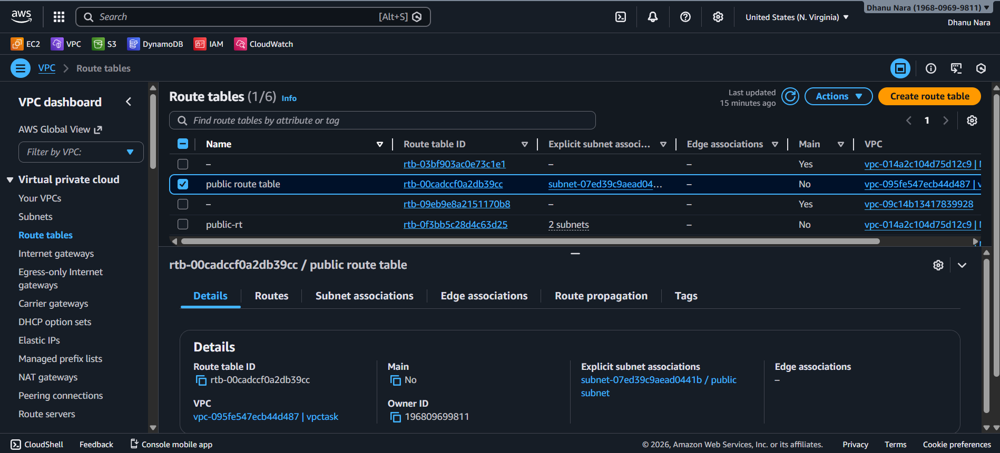 aws
Search [Alt+S]
United States (N. Virginia)
Dhanu Nara (1968-0969-9811)
Dhanu Nara
EC2 VPC S3 DynamoDB IAM CloudWatch
VPC Route tables
VPC dashboard
AWS Global View
Filter by VPC:
Virtual private cloud
Your VPCs
Subnets
Route tables
Internet gateways
Egress-only Internet
gateways
Carrier gateways
DHCP option sets
Elastic IPs
Managed prefix lists
NAT gateways
Peering connections
Route servers
Route tables (1/6) Info
Last updated
15 minutes ago
Actions
Create route table
Find route tables by attribute or tag
1
Name Route table ID Explicit subnet associ... Edge associations Main VPC
– rtb-03bf903ac0e73c1e1 – – Yes vpc-014a2c104d75d12c9 |
public route table rtb-00cadccf0a2db39cc subnet-07ed39c9aead04... – No vpc-095fe547ecb44d487 | v
– rtb-09eb9e8a2151170b8 – – Yes vpc-09c14b13417839928
public-rt rtb-0f3bb5c28d4c63d25 2 subnets – No vpc-014a2c104d75d12c9 |
rtb-00cadccf0a2db39cc / public route table
Details Routes Subnet associations Edge associations Route propagation Tags
Details
Route table ID
rtb-00cadccf0a2db39cc
Main
No
Explicit subnet associations
subnet-07ed39c9aead0441b / public
subnet
Edge associations
–
VPC
vpc-095fe547ecb44d487 | vpctask
Owner ID
196809699811
CloudShell Feedback Console mobile app
© 2026, Amazon Web Services, Inc. or its affiliates. Privacy Terms Cookie preferences